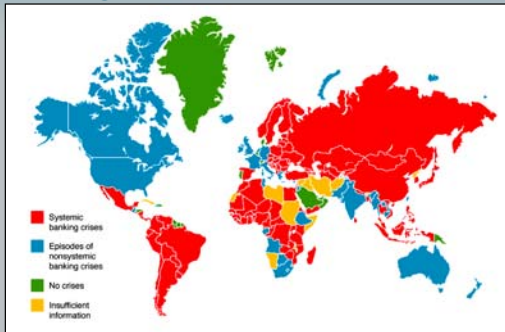 Systemic
banking crises
Episodes of
nonsystemic
banking crises
No crises
Insufficient
information